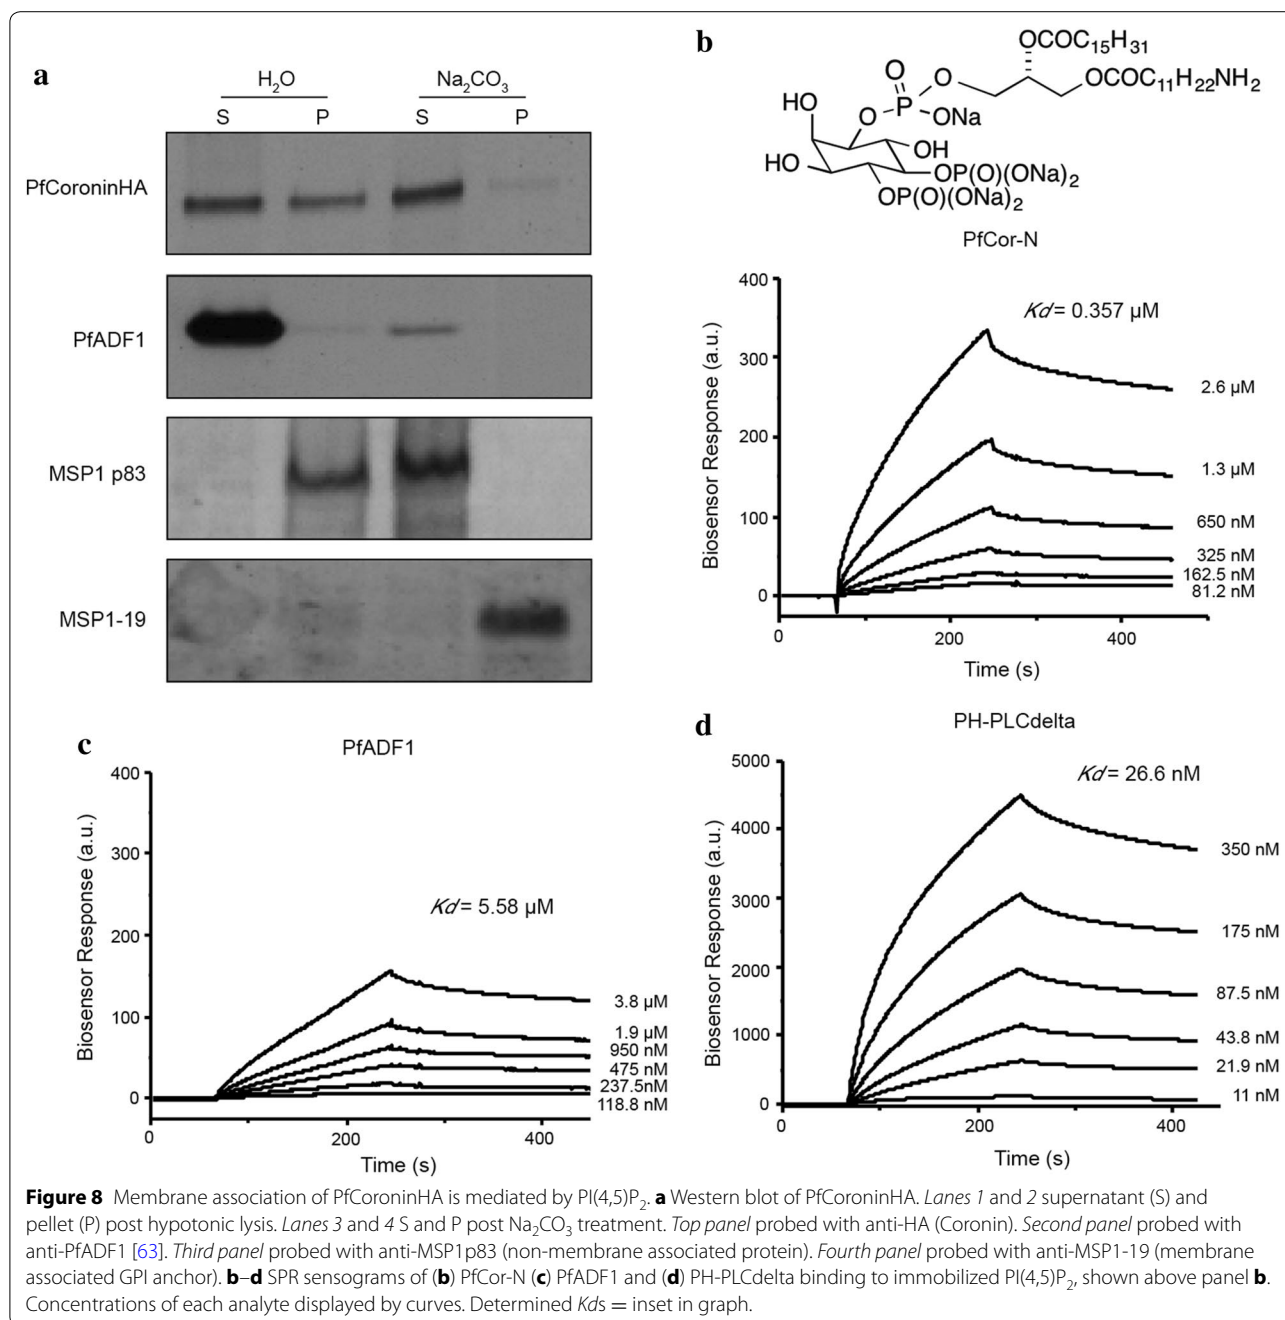 a
H₂O
Na₂CO₃
S
P
S
P
PfCoroninHA
PfADF1
MSP1 p83
MSP1-19
b
OCOC₁₅H₃₁
OCOC₁₁H₂₂NH₂
O
O
P
O
ONa
HO
HO
OH
OP(O)(ONa)₂
OP(O)(ONa)₂
PfCor-N
Kd = 0.357 µM
Biosensor Response (a.u.)
400
300
200
100
0
2.6 µM
1.3 µM
650 nM
325 nM
162.5 nM
81.2 nM
0
200
400
Time (s)
c
PfADF1
Kd = 5.58 µM
Biosensor Response (a.u.)
400
300
200
100
0
3.8 µM
1.9 µM
950 nM
475 nM
237.5nM
118.8 nM
0
200
400
Time (s)
d
PH-PLCdelta
Kd = 26.6 nM
Biosensor Response (a.u.)
5000
4000
3000
2000
1000
0
350 nM
175 nM
87.5 nM
43.8 nM
21.9 nM
11 nM
0
200
400
Time (s)
Figure 8 Membrane association of PfCoroninHA is mediated by PI(4,5)P₂. a Western blot of PfCoroninHA. Lanes 1 and 2 supernatant (S) and
pellet (P) post hypotonic lysis. Lanes 3 and 4 S and P post Na₂CO₃ treatment. Top panel probed with anti-HA (Coronin). Second panel probed with
anti-PfADF1 [63]. Third panel probed with anti-MSP1p83 (non-membrane associated protein). Fourth panel probed with anti-MSP1-19 (membrane
associated GPI anchor). b–d SPR sensograms of (b) PfCor-N (c) PfADF1 and (d) PH-PLCdelta binding to immobilized PI(4,5)P₂, shown above panel b.
Concentrations of each analyte displayed by curves. Determined Kds = inset in graph.